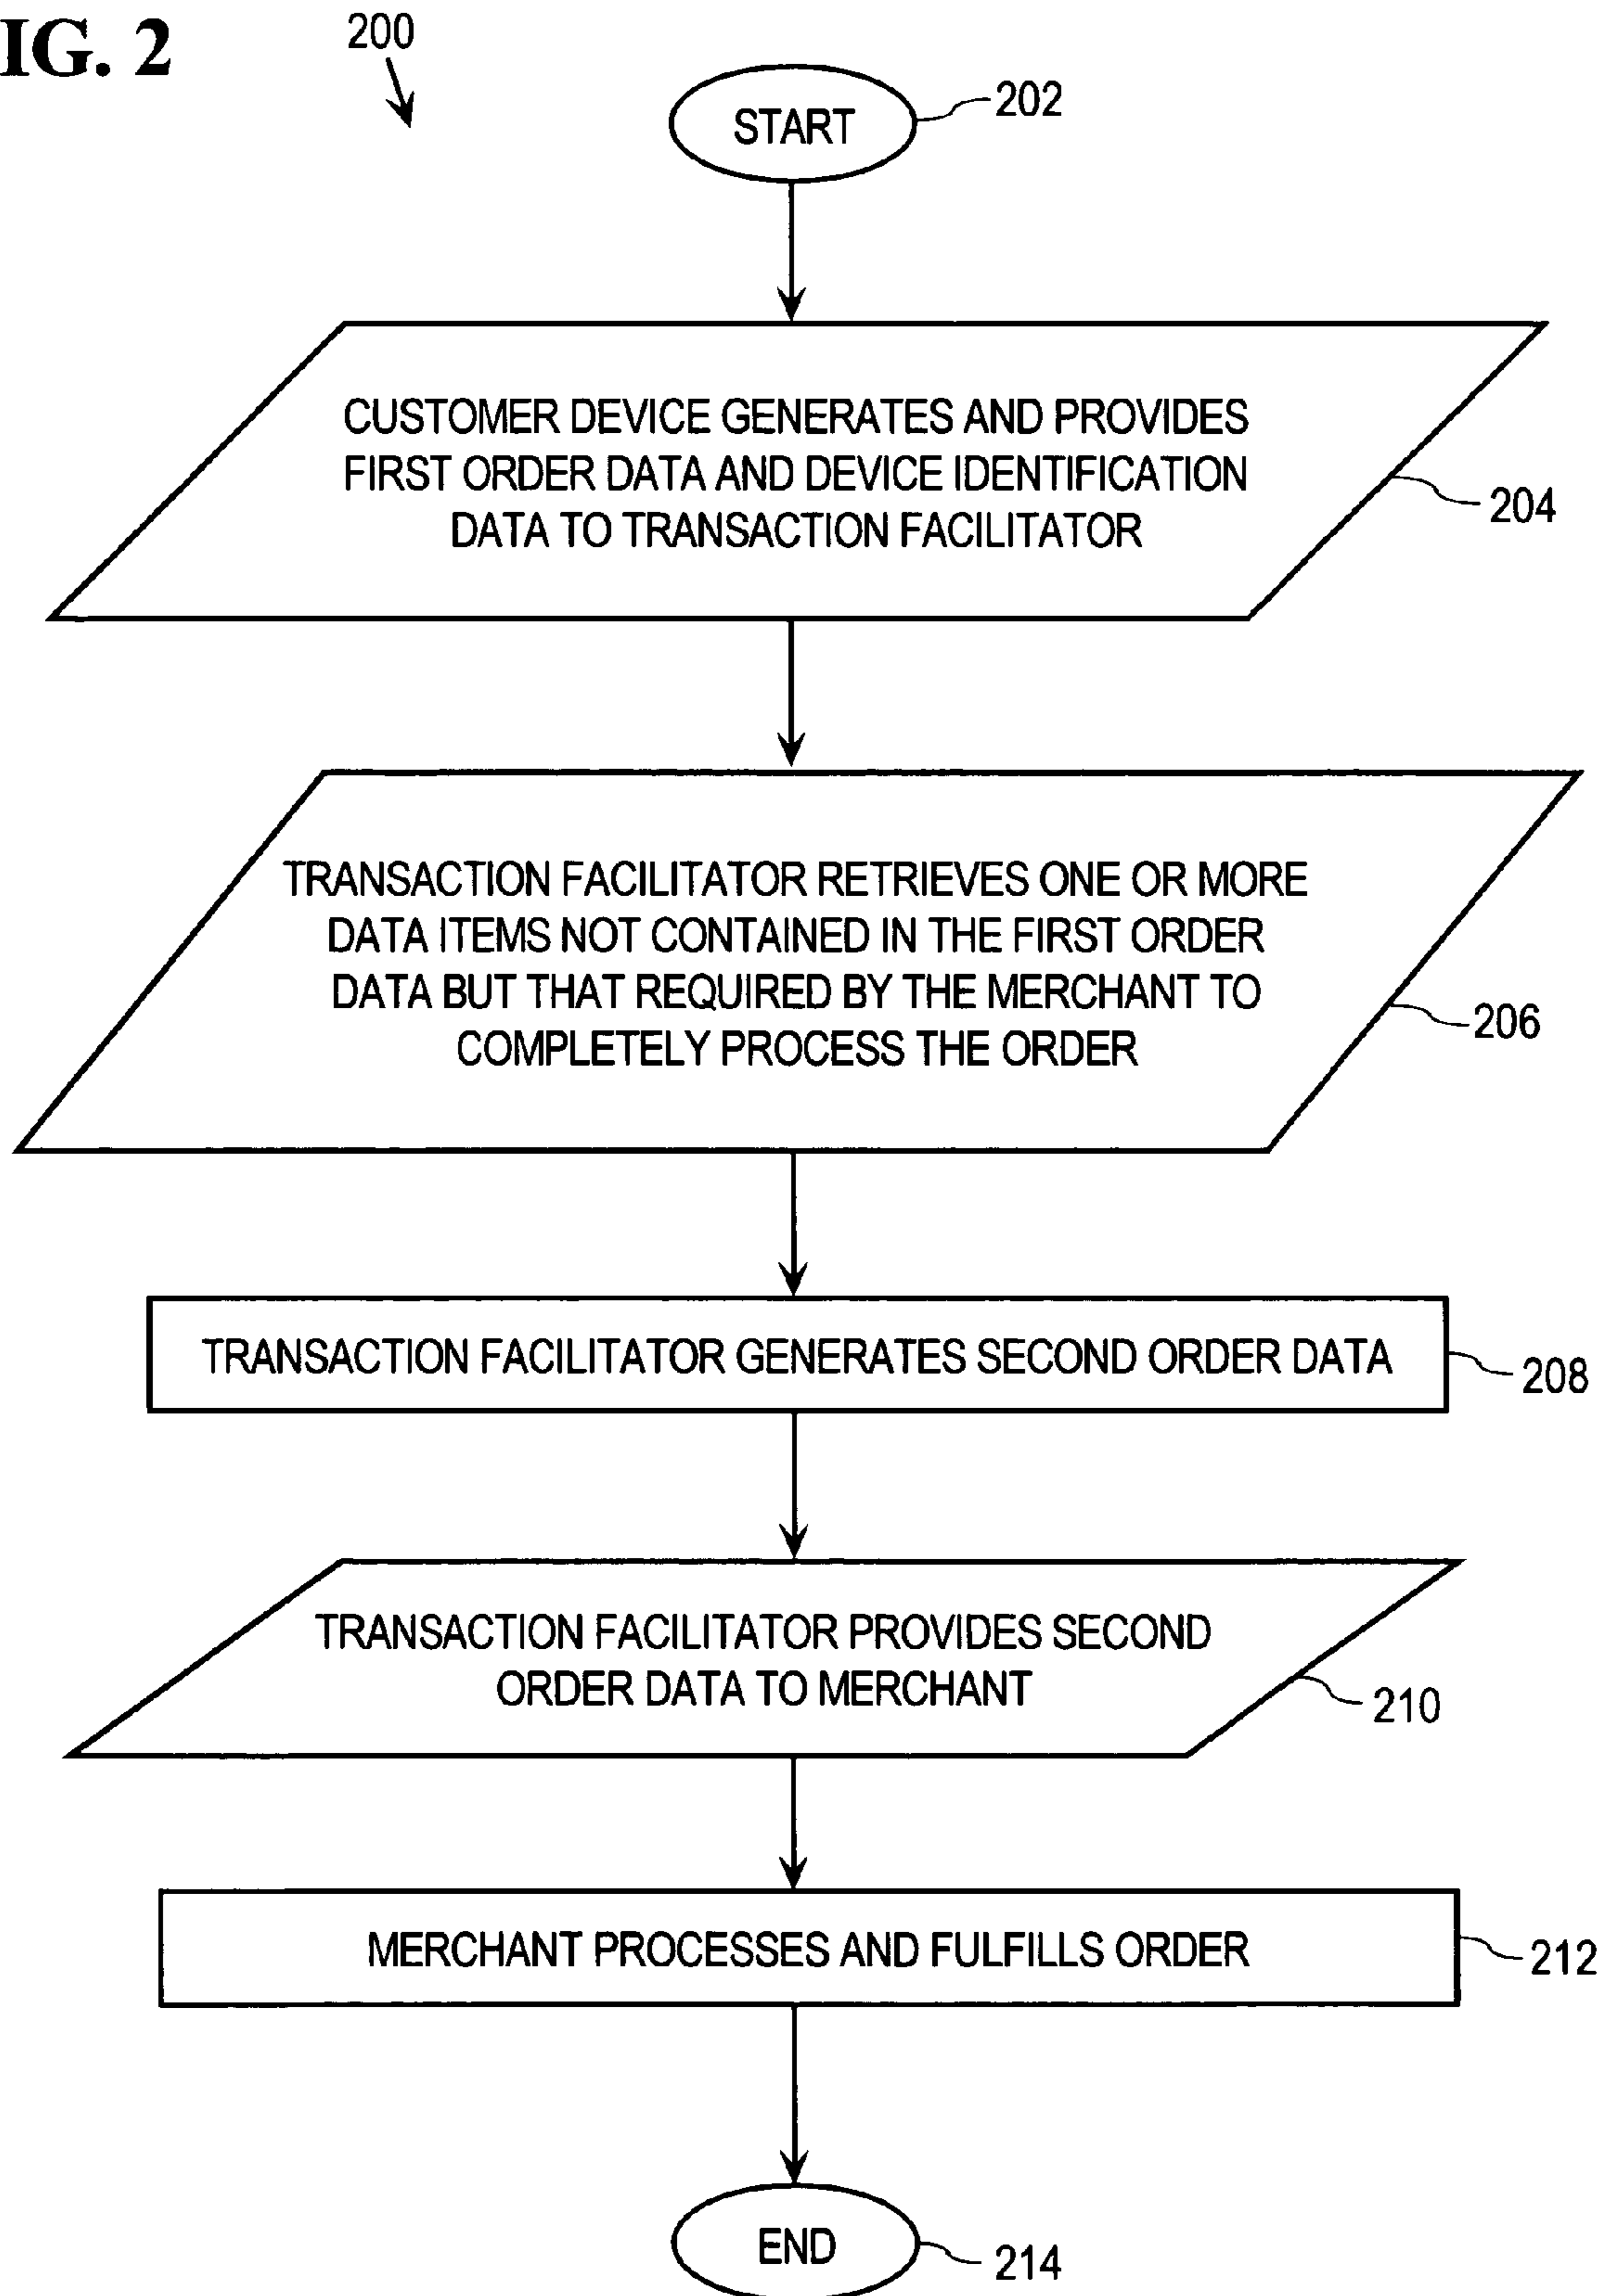 IG. 2
200
START
202
CUSTOMER DEVICE GENERATES AND PROVIDES
FIRST ORDER DATA AND DEVICE IDENTIFICATION
DATA TO TRANSACTION FACILITATOR
204
TRANSACTION FACILITATOR RETRIEVES ONE OR MORE
DATA ITEMS NOT CONTAINED IN THE FIRST ORDER
DATA BUT THAT REQUIRED BY THE MERCHANT TO
COMPLETELY PROCESS THE ORDER
206
TRANSACTION FACILITATOR GENERATES SECOND ORDER DATA
208
TRANSACTION FACILITATOR PROVIDES SECOND
ORDER DATA TO MERCHANT
210
MERCHANT PROCESSES AND FULFILLS ORDER
212
END
214